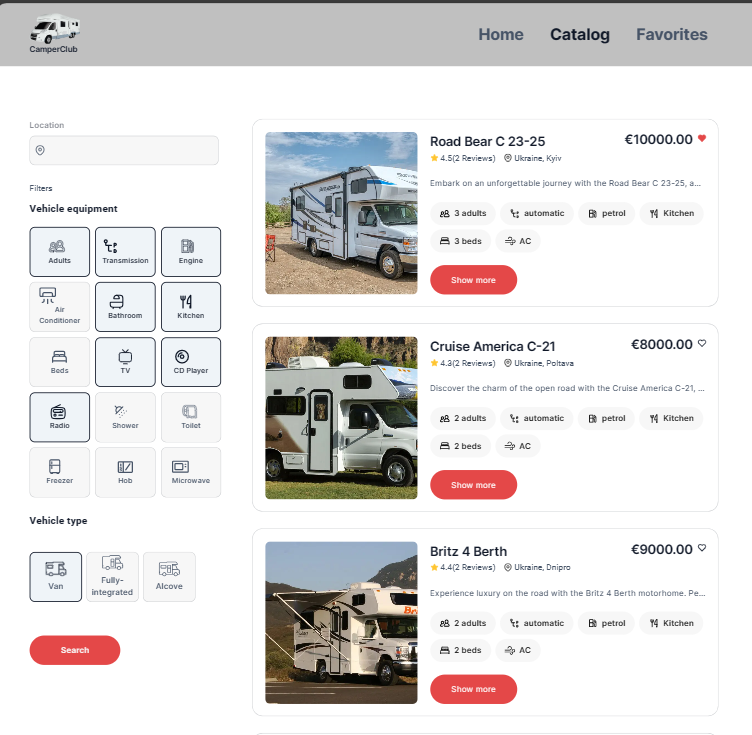 CamperClub
Home Catalog Favorites
Location
Filters
Vehicle equipment
Adults Transmission Engine
Air Conditioner Bathroom Kitchen
Beds TV CD Player
Radio Shower Toilet
Freezer Hob Microwave
Vehicle type
Van Fully-integrated Alcove
Search
Road Bear C 23-25 €10000.00
4.5(2 Reviews) Ukraine, Kyiv
Embark on an unforgettable journey with the Road Bear C 23-25, a...
3 adults automatic petrol Kitchen
3 beds AC
Show more
Cruise America C-21 €8000.00
4.3(2 Reviews) Ukraine, Poltava
Discover the charm of the open road with the Cruise America C-21, ...
2 adults automatic petrol Kitchen
2 beds AC
Show more
Britz 4 Berth €9000.00
4.4(2 Reviews) Ukraine, Dnipro
Experience luxury on the road with the Britz 4 Berth motorhome. Pe...
2 adults automatic petrol Kitchen
2 beds AC
Show more